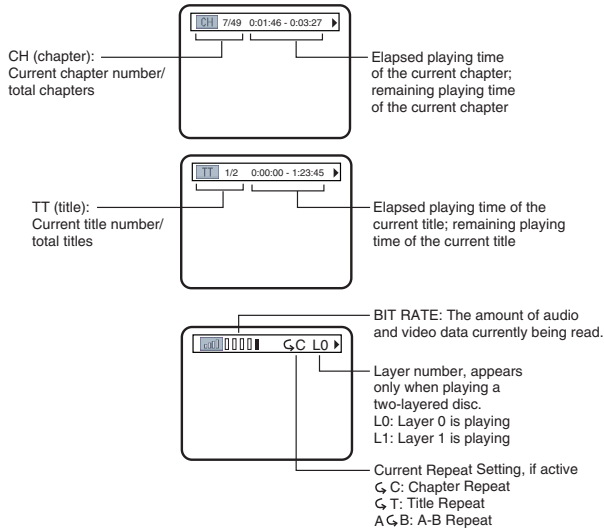 CH 7/49 0:01:46 - 0:03:27
CH (chapter):
Current chapter number/
total chapters
Elapsed playing time
of the current chapter;
remaining playing time
of the current chapter
TT 1/2 0:00:00 - 1:23:45
TT (title):
Current title number/
total titles
Elapsed playing time of the
current title; remaining playing
time of the current title
C L0
BIT RATE: The amount of audio
and video data currently being read.
Layer number, appears
only when playing a
two-layered disc.
L0: Layer 0 is playing
L1: Layer 1 is playing
Current Repeat Setting, if active
C: Chapter Repeat
T: Title Repeat
A B: A-B Repeat